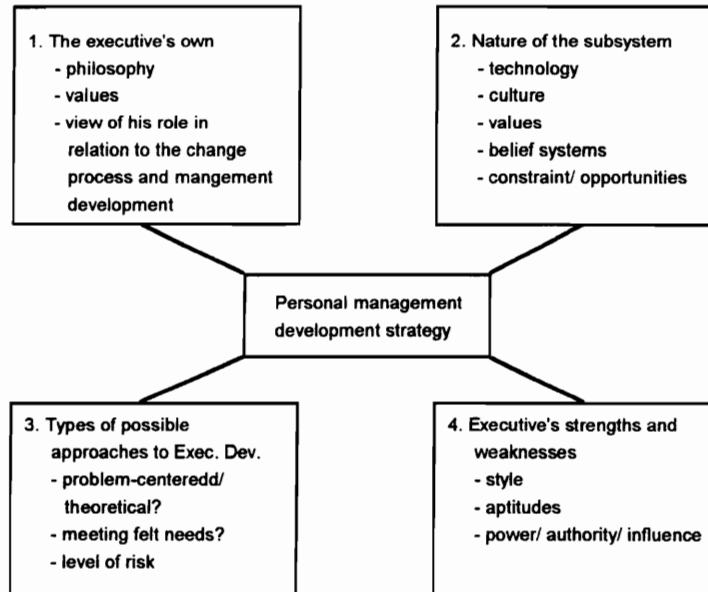 1. The executive's own
- philosophy
- values
- view of his role in
relation to the change
process and mangement
development
2. Nature of the subsystem
- technology
- culture
- values
- belief systems
- constraint/ opportunities
Personal management
development strategy
3. Types of possible
approaches to Exec. Dev.
- problem-centeredd/
theoretical?
- meeting felt needs?
- level of risk
4. Executive's strengths and
weaknesses
- style
- aptitudes
- power/ authority/ influence